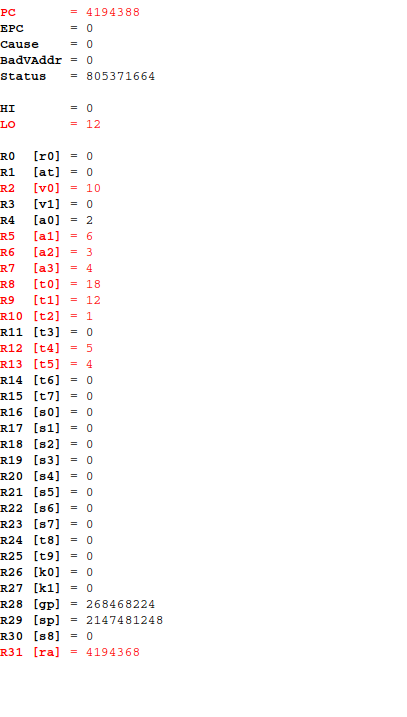 PC = 4194388
EPC = 0
Cause = 0
BadVAddr = 0
Status = 805371664
HI = 0
LO = 12
R0 [r0] = 0
R1 [at] = 0
R2 [v0] = 10
R3 [v1] = 0
R4 [a0] = 2
R5 [a1] = 6
R6 [a2] = 3
R7 [a3] = 4
R8 [t0] = 18
R9 [t1] = 12
R10 [t2] = 1
R11 [t3] = 0
R12 [t4] = 5
R13 [t5] = 4
R14 [t6] = 0
R15 [t7] = 0
R16 [s0] = 0
R17 [s1] = 0
R18 [s2] = 0
R19 [s3] = 0
R20 [s4] = 0
R21 [s5] = 0
R22 [s6] = 0
R23 [s7] = 0
R24 [t8] = 0
R25 [t9] = 0
R26 [k0] = 0
R27 [k1] = 0
R28 [gp] = 268468224
R29 [sp] = 2147481248
R30 [s8] = 0
R31 [ra] = 4194368